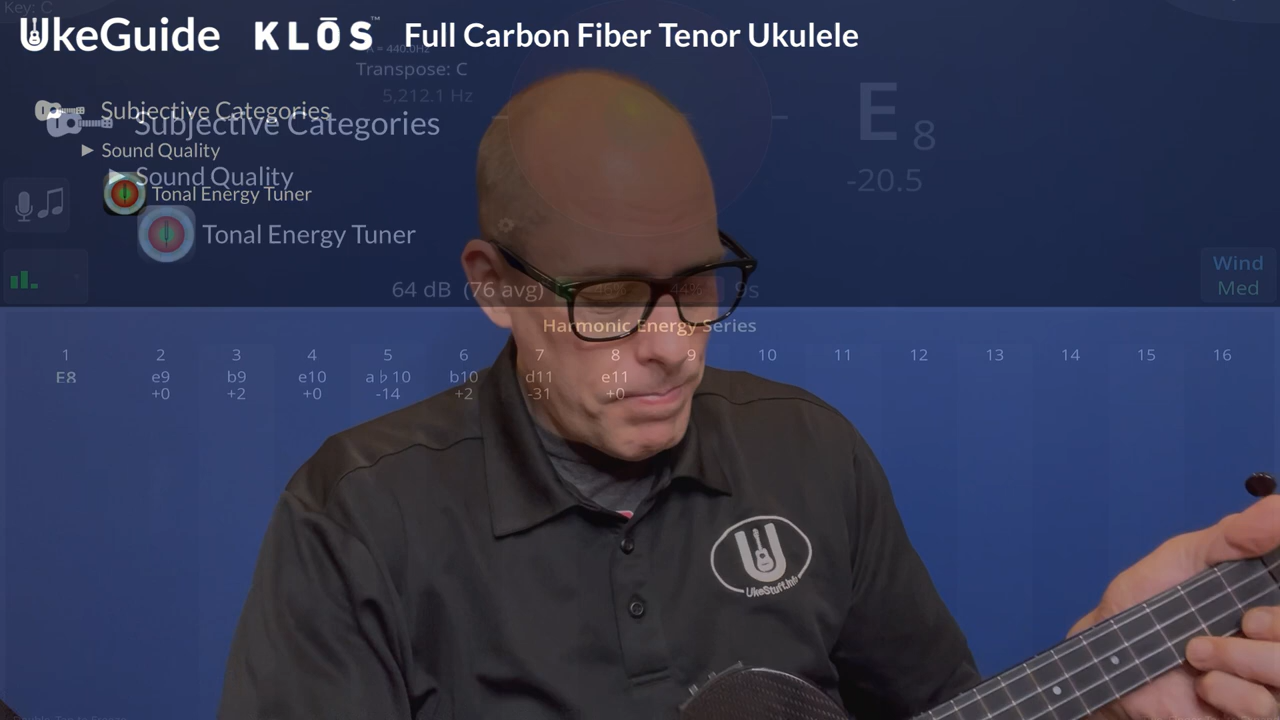 Key: C
UkeGuide KLŌS™ Full Carbon Fiber Tenor Ukulele
A = 440.0Hz
Transpose: C
5,212.1 Hz
E 8
-20.5
Subjective Categories
Subjective Categories
Sound Quality
Sound Quality
Tonal Energy Tuner
Tonal Energy Tuner
64 dB (76 avg) 44% 9s
Wind
Med
Harmonic Energy Series
1 2 3 4 5 6 7 8 9 10 11 12 13 14 15 16
E8 e9 b9 e10 a♭10 b10 d11 e11
+0 +2 +0 -14 +2 -31 +0
U
UkeStuff.Info